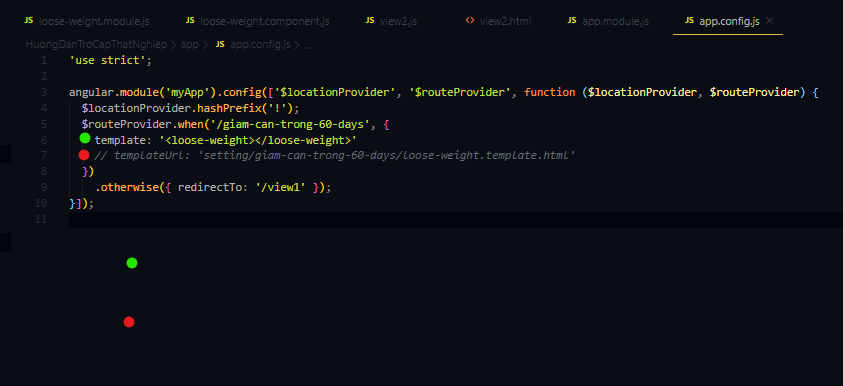 JS loose-weight.module.js JS loose-weight.component.js JS view2.js <> view2.html JS app.module.js JS app.config.js ×
HuongDanTroCapThatNghiep > app > JS app.config.js > ...
1 'use strict';
2
3 angular.module('myApp').config(['$locationProvider', '$routeProvider', function ($locationProvider, $routeProvider) {
4 $locationProvider.hashPrefix('!');
5 $routeProvider.when('/giam-can-trong-60-days', {
6 template: '<loose-weight></loose-weight>'
7 // templateUrl: 'setting/giam-can-trong-60-days/loose-weight.template.html'
8 })
9 .otherwise({ redirectTo: '/view1' });
10 }]);
11